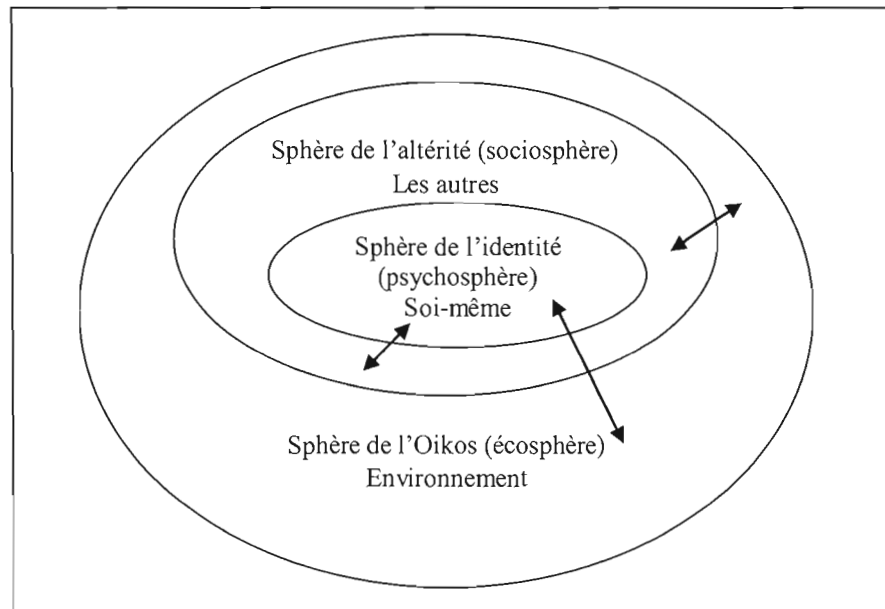 Sphère de l'altérité (sociosphère)
Les autres
Sphère de l'identité
(psychosphère)
Soi-même
Sphère de l'Oikos (écosphère)
Environnement